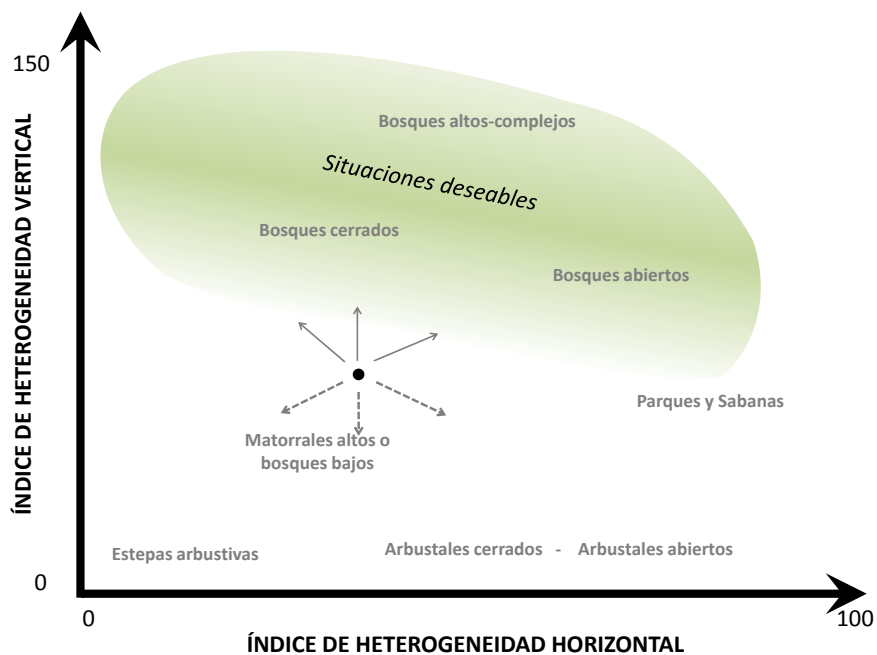 150
Bosques altos-complejos
Situaciones deseables
Bosques cerrados
Bosques abiertos
Parques y Sabanas
Matorrales altos o
bosques bajos
Estepas arbustivas
Arbustales cerrados - Arbustales abiertos
ÍNDICE DE HETEROGENEIDAD VERTICAL
0
0
100
ÍNDICE DE HETEROGENEIDAD HORIZONTAL